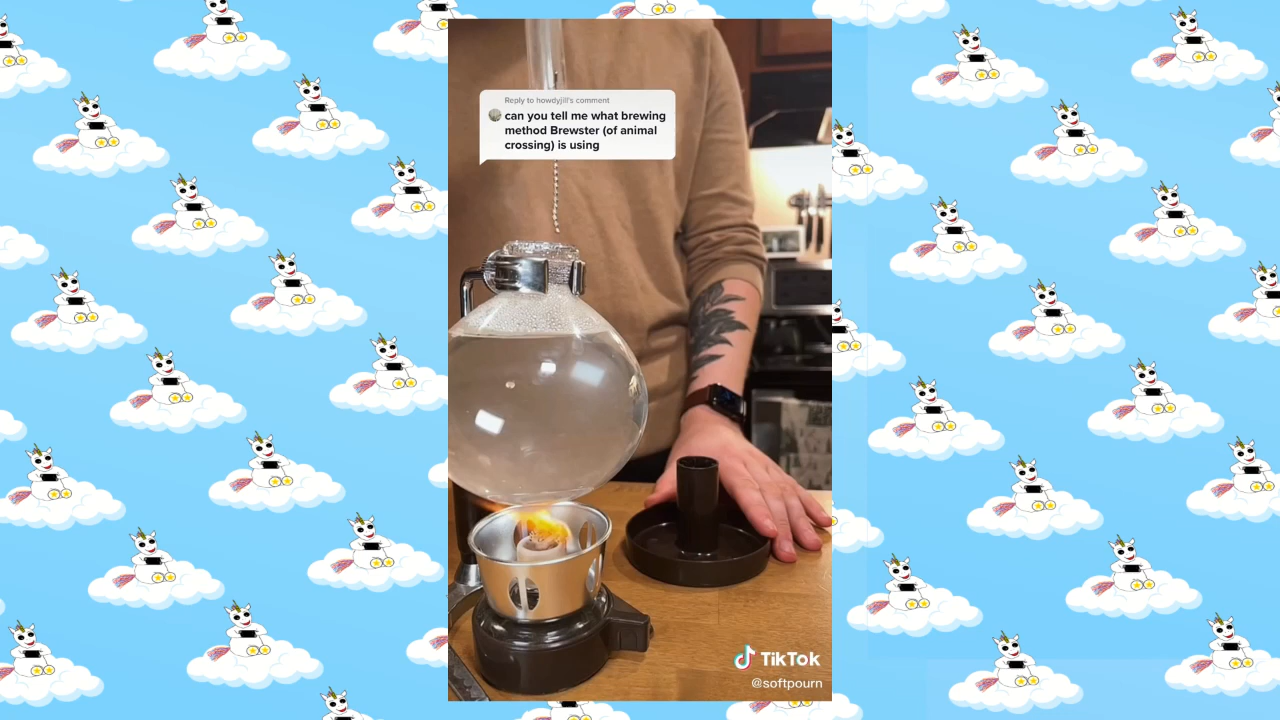 Reply to howdyjill's comment
can you tell me what brewing
method Brewster (of animal
crossing) is using
TikTok
@softpourn